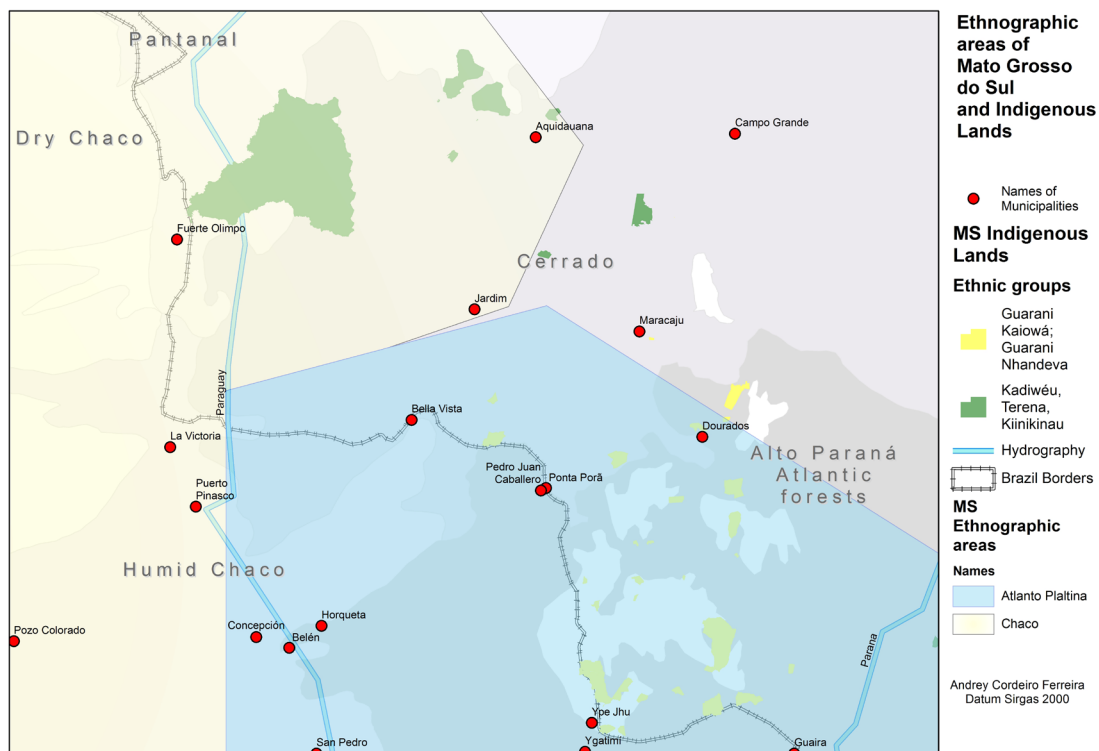 Pantanal
Dry Chaco
Aquidauana
Campo Grande
Fuerte Olimpo
Cerrado
Jardim
Maracaju
Paraguay
Bella Vista
La Victoria
Dourados
Alto Paraná
Atlantic
forests
Pedro Juan
Caballero
Ponta Porã
Puerto
Pinasco
Humid Chaco
Horqueta
Concepción
Belén
Pozo Colorado
Parana
Ype Jhu
San Pedro
Ygatimi
Guaira
Ethnographic
areas of
Mato Grosso
do Sul
and Indigenous
Lands
Names of
Municipalities
MS Indigenous
Lands
Ethnic groups
Guarani
Kaiowá;
Guarani
Nhandeva
Kadiwéu,
Terena,
Kiinikinau
Hydrography
Brazil Borders
MS
Ethnographic
areas
Names
Atlanto Plaltina
Chaco
Andrey Cordeiro Ferreira
Datum Sirgas 2000